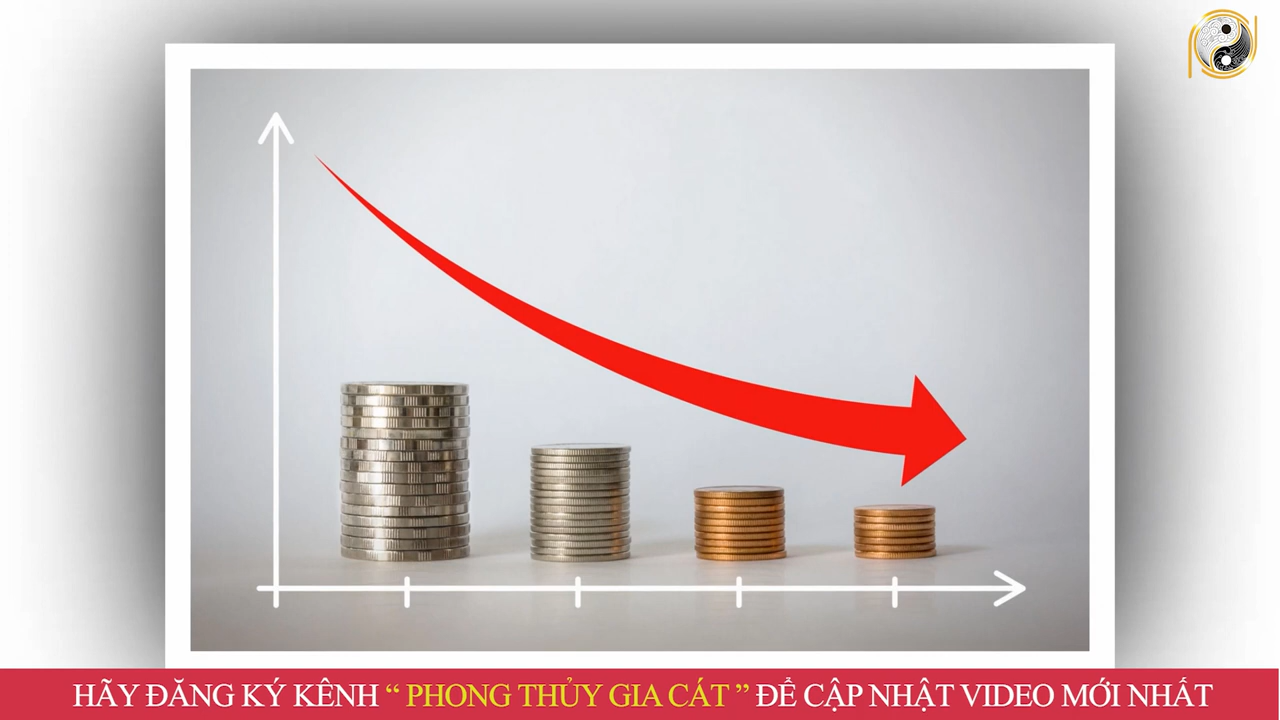 HÃY ĐĂNG KÝ KÊNH “ PHONG THỦY GIA CÁT ” ĐỂ CẬP NHẬT VIDEO MỚI NHẤT